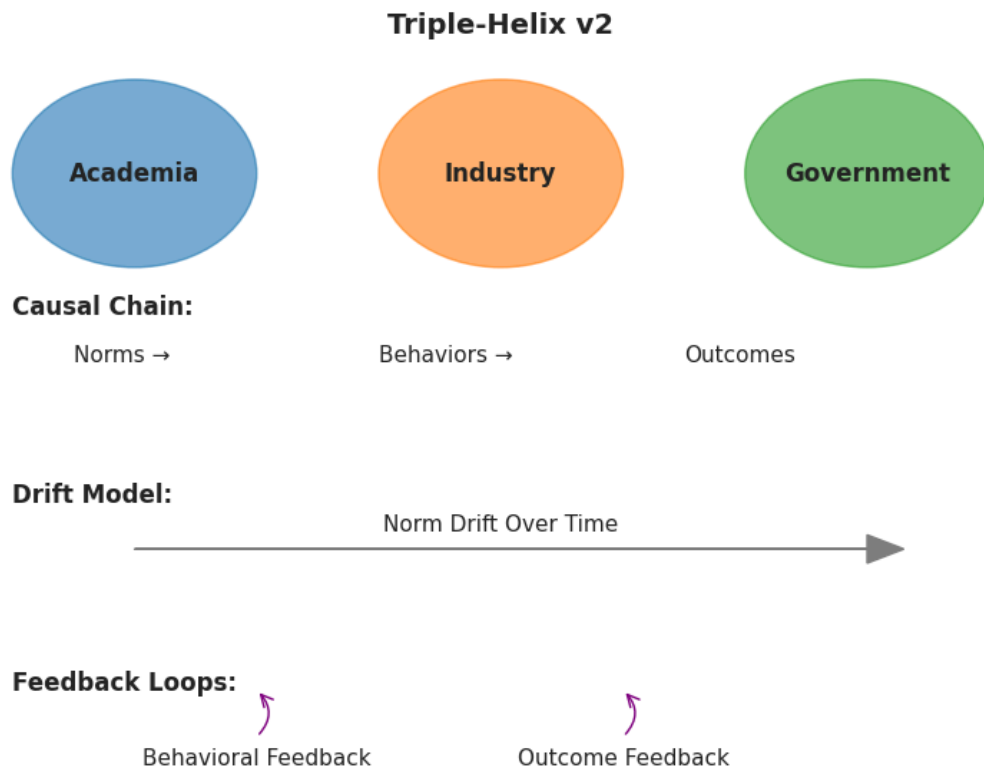 Triple-Helix v2
Academia
Industry
Government
Causal Chain:
Norms →
Behaviors →
Outcomes
Drift Model:
Norm Drift Over Time
Feedback Loops:
Behavioral Feedback
Outcome Feedback